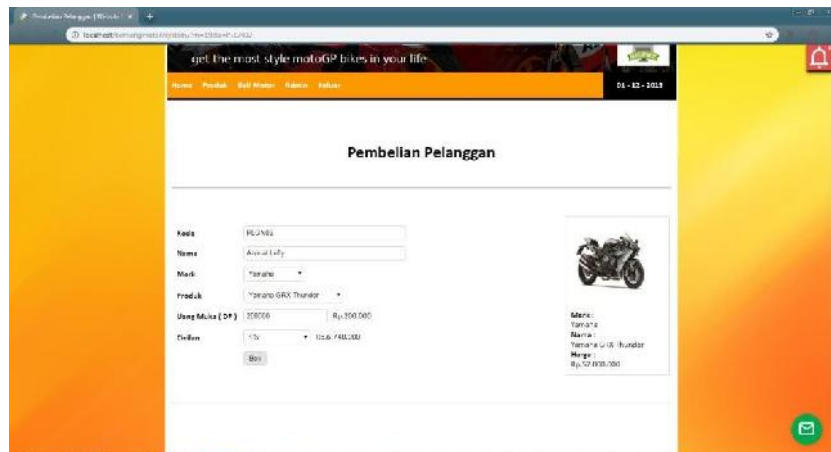 get the most style motoGP bikes in your life
Home Produk Beli Motor Admin Keluar
01 - 12 - 2019
Pembelian Pelanggan
Kode
Nama
Merk Yamaha
Produk Yamaha GRX Thunder
Uang Muka ( DP ) 200000 Rp.200.000
Cicilan
Beli
Merk :
Yamaha
Nama :
Yamaha GRX Thunder
Harga :